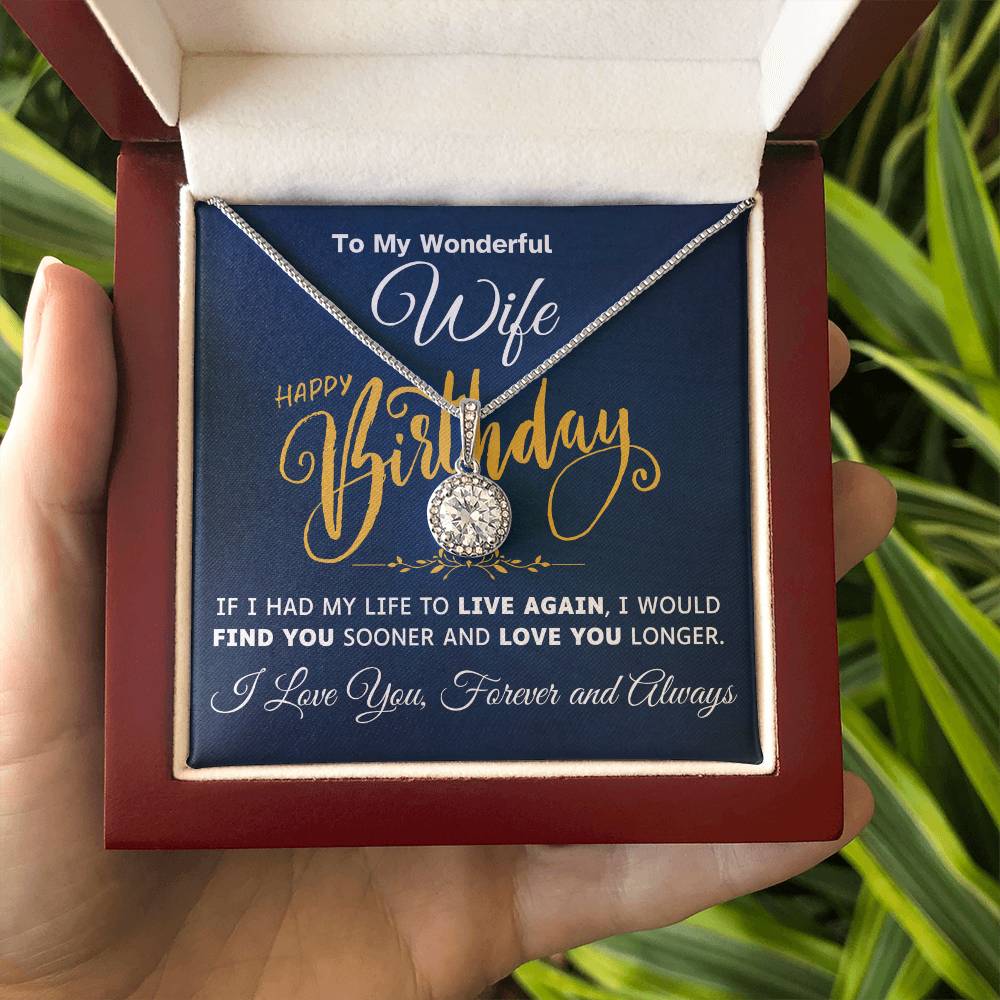 To My Wonderful
Wife
HAPPY
Birthday
IF I HAD MY LIFE TO LIVE AGAIN, I WOULD
FIND YOU SOONER AND LOVE YOU LONGER.
I Love You, Forever and Always